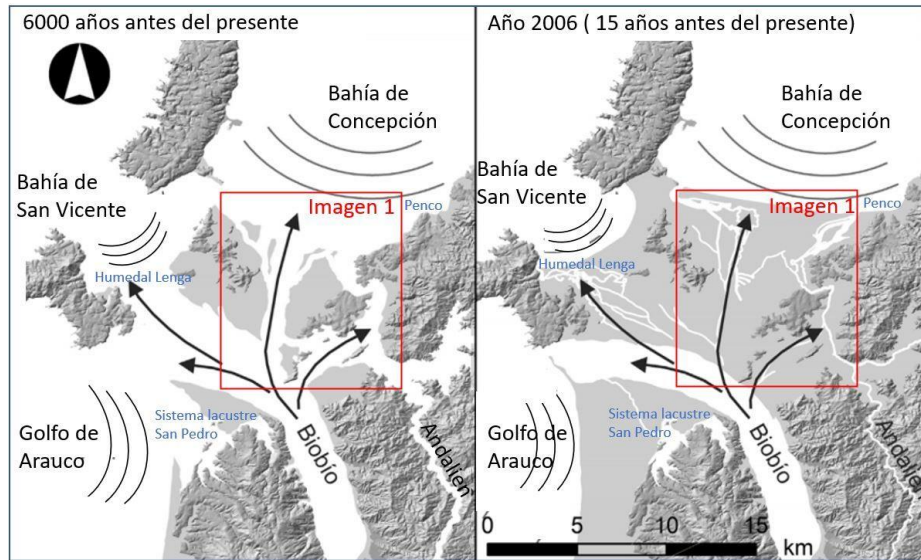 6000 años antes del presente
Bahía de
Concepción
Bahía de
San Vicente
Imagen 1
Penco
Humedal Lenga
Sistema lacustre
San Pedro
Golfo de
Arauco
Biobío
Andalien
Año 2006 ( 15 años antes del presente)
Bahía de
Concepción
Bahía de
San Vicente
Imagen 1
Penco
Humedal Lenga
Sistema lacustre
San Pedro
Golfo de
Arauco
Biobío
Andalien
0 5 10 15
km